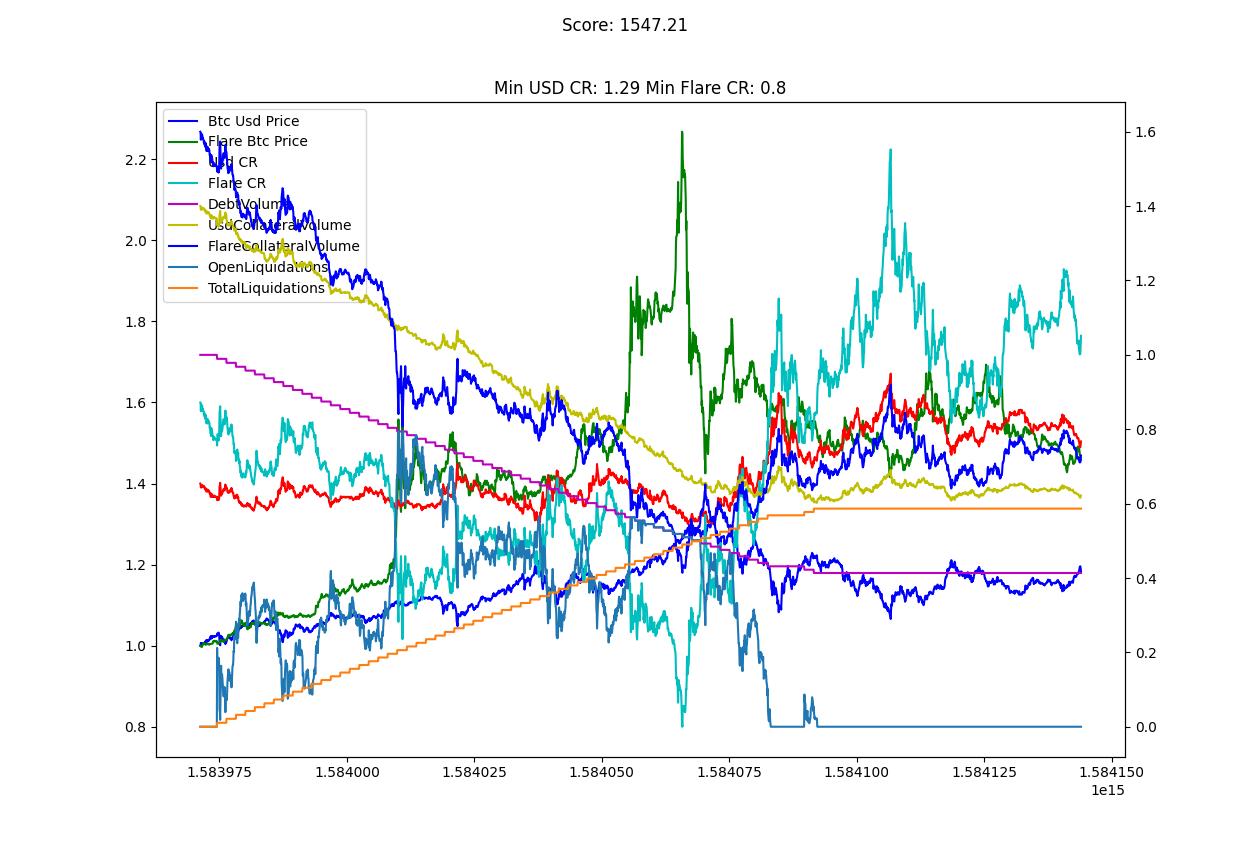 Score: 1547.21
Min USD CR: 1.29 Min Flare CR: 0.8
Btc Usd Price
Flare Btc Price
Usd CR
Flare CR
DebtVolume
UsdCollateralVolume
FlareCollateralVolume
OpenLiquidations
TotalLiquidations
2.2
2.0
1.8
1.6
1.4
1.2
1.0
0.8
1.6
1.4
1.2
1.0
0.8
0.6
0.4
0.2
0.0
1.583975 1.584000 1.584025 1.584050 1.584075 1.584100 1.584125 1.584150
1e15